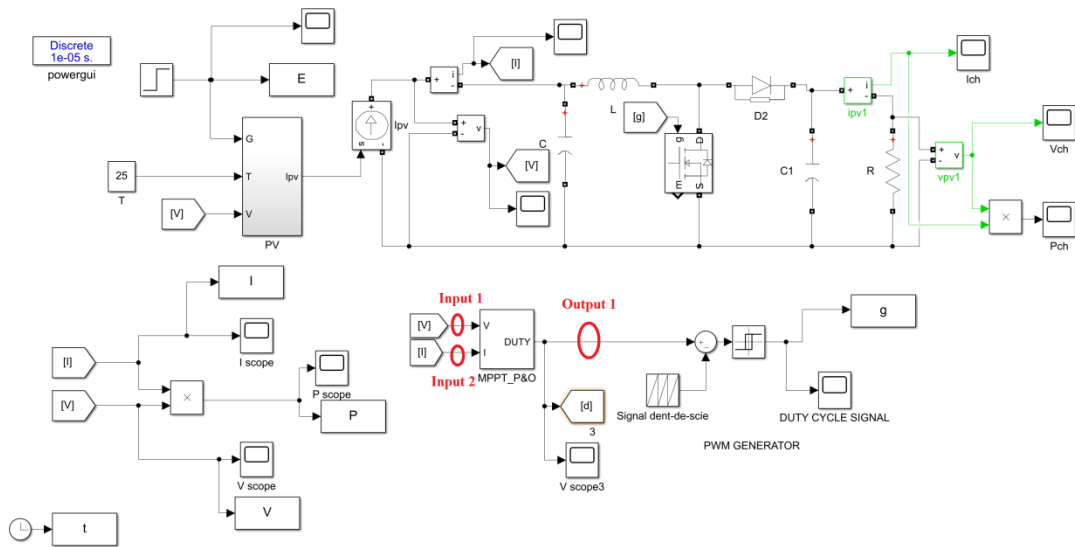 Discrete
1e-05 s.
powergui
E
G
T
V
Ipv
PV
25
T
[V]
+
s
-
Ipv
+
-
i
[I]
+
-
v
[V]
C
+
L
+
[g]
g
D
m
S
D2
C1
+
+
-
i
ipv1
R
+
+
-
v
vpv1
Ich
Vch
×
Pch
I
[I]
I scope
[V]
×
P scope
P
V scope
V
t
Input 1
Input 2
Output 1
[V]
[I]
V
I
DUTY
MPPT_P&O
[d]
3
V scope3
+
-
Signal dent-de-scie
PWM GENERATOR
g
DUTY CYCLE SIGNAL